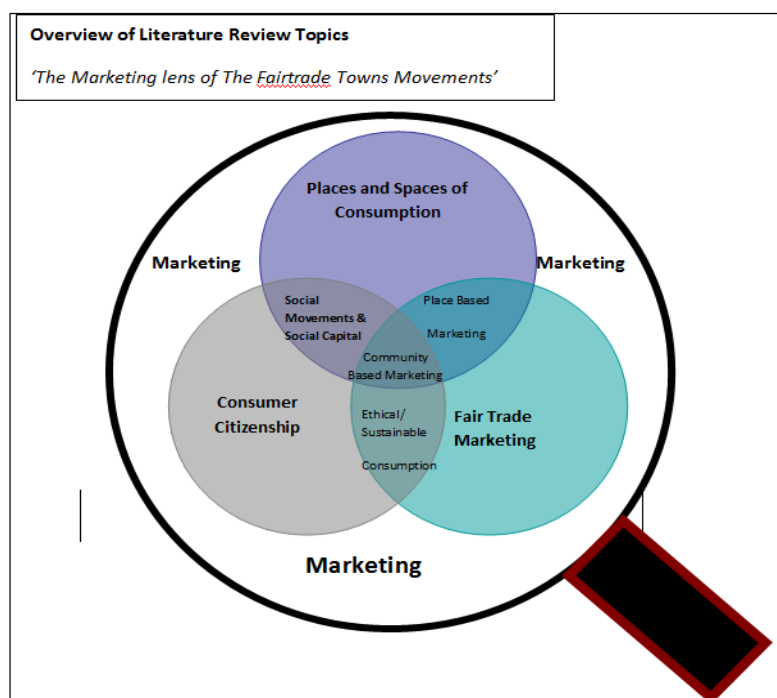 Overview of Literature Review Topics
‘The Marketing lens of The Fairtrade Towns Movements’
Places and Spaces of
Consumption
Marketing
Marketing
Social
Movements &
Social Capital
Place Based
Marketing
Community
Based Marketing
Consumer
Citizenship
Ethical/
Sustainable
Consumption
Fair Trade
Marketing
Marketing